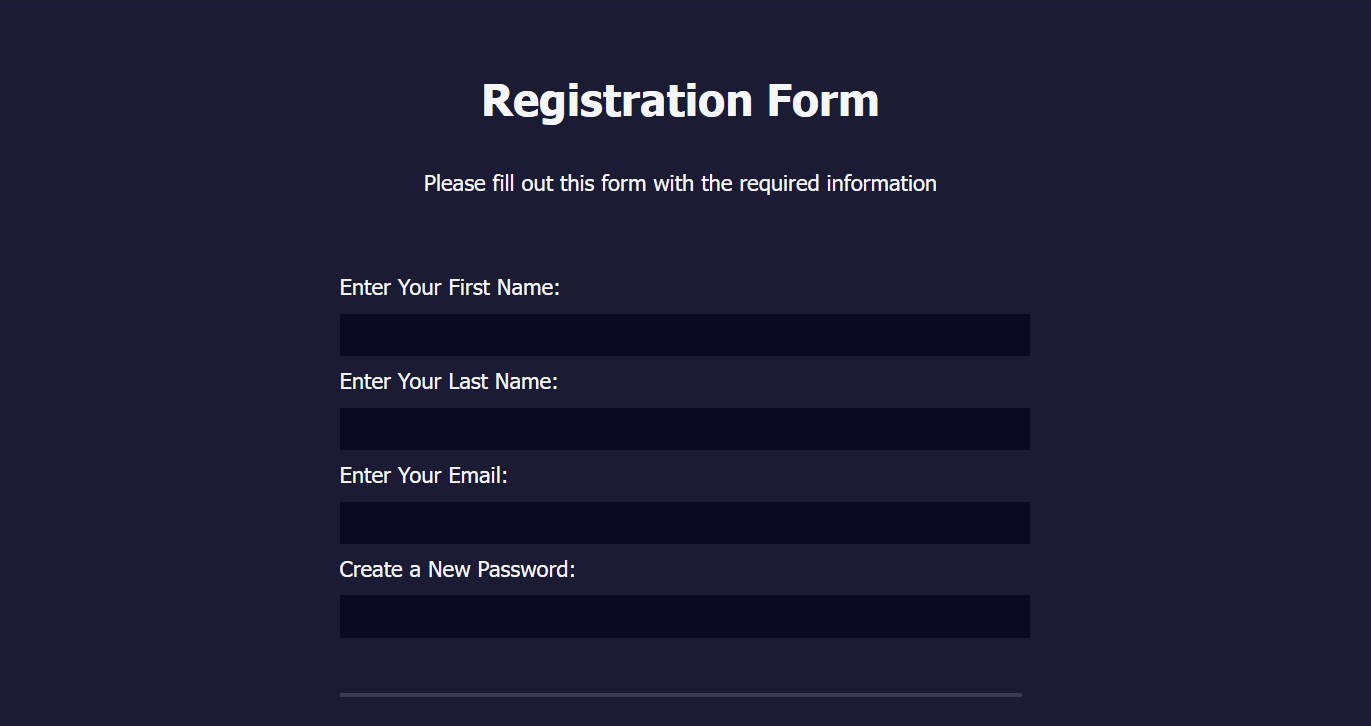 Registration Form
Please fill out this form with the required information
Enter Your First Name:
Enter Your Last Name:
Enter Your Email:
Create a New Password: